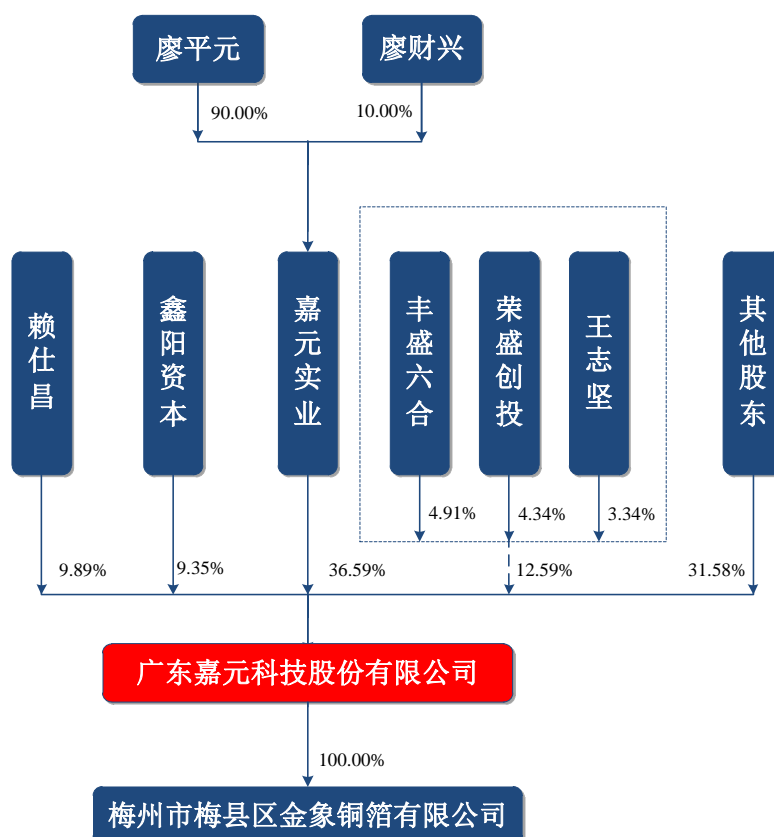 廖平元
廖财兴
90.00%
10.00%
赖仕昌
鑫阳资本
嘉元实业
丰盛六合
荣盛创投
王志坚
其他股东
4.91%
4.34%
3.34%
9.89%
9.35%
36.59%
12.59%
31.58%
广东嘉元科技股份有限公司
100.00%
梅州市梅县区金象铜箔有限公司